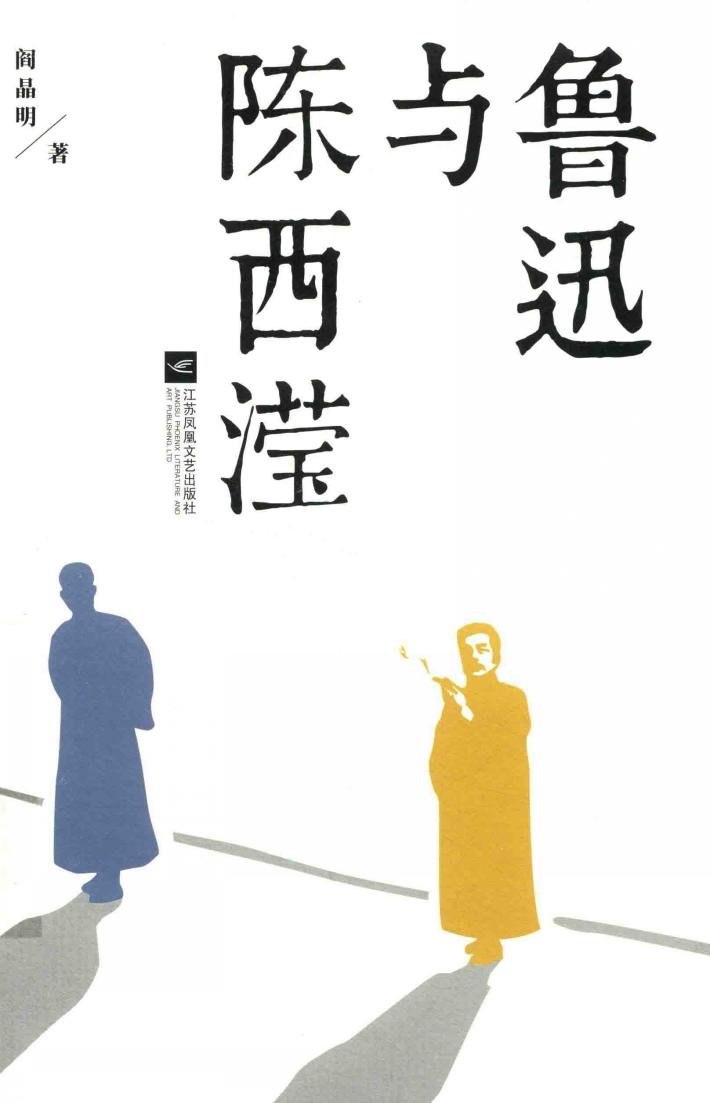 鲁迅
与
陈西滢
阎晶明
著
江苏凤凰文艺出版社
JIANGSU PHOENIX LITERATURE AND
ART PUBLISHING, LTD